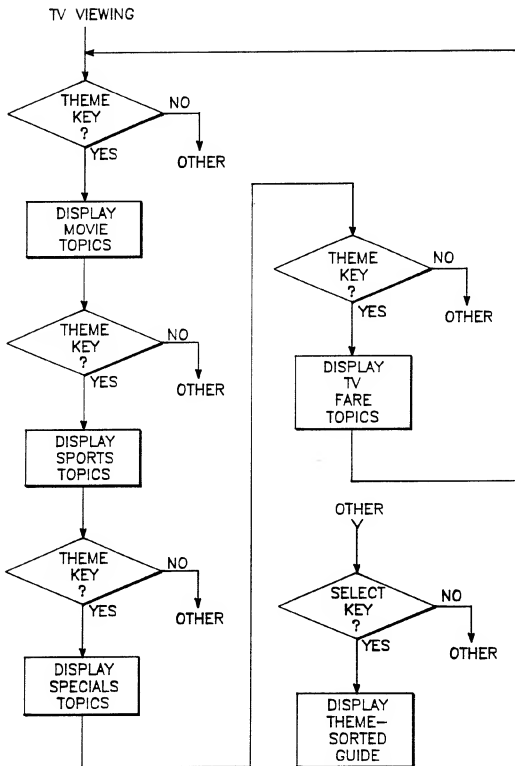 TV VIEWING
THEME
KEY
?
NO
YES
OTHER
DISPLAY
MOVIE
TOPICS
THEME
KEY
?
NO
YES
OTHER
DISPLAY
SPORTS
TOPICS
THEME
KEY
?
NO
YES
OTHER
DISPLAY
SPECIALS
TOPICS
THEME
KEY
?
NO
YES
OTHER
DISPLAY
TV
FARE
TOPICS
OTHER
SELECT
KEY
?
NO
YES
OTHER
DISPLAY
THEME-
SORTED
GUIDE